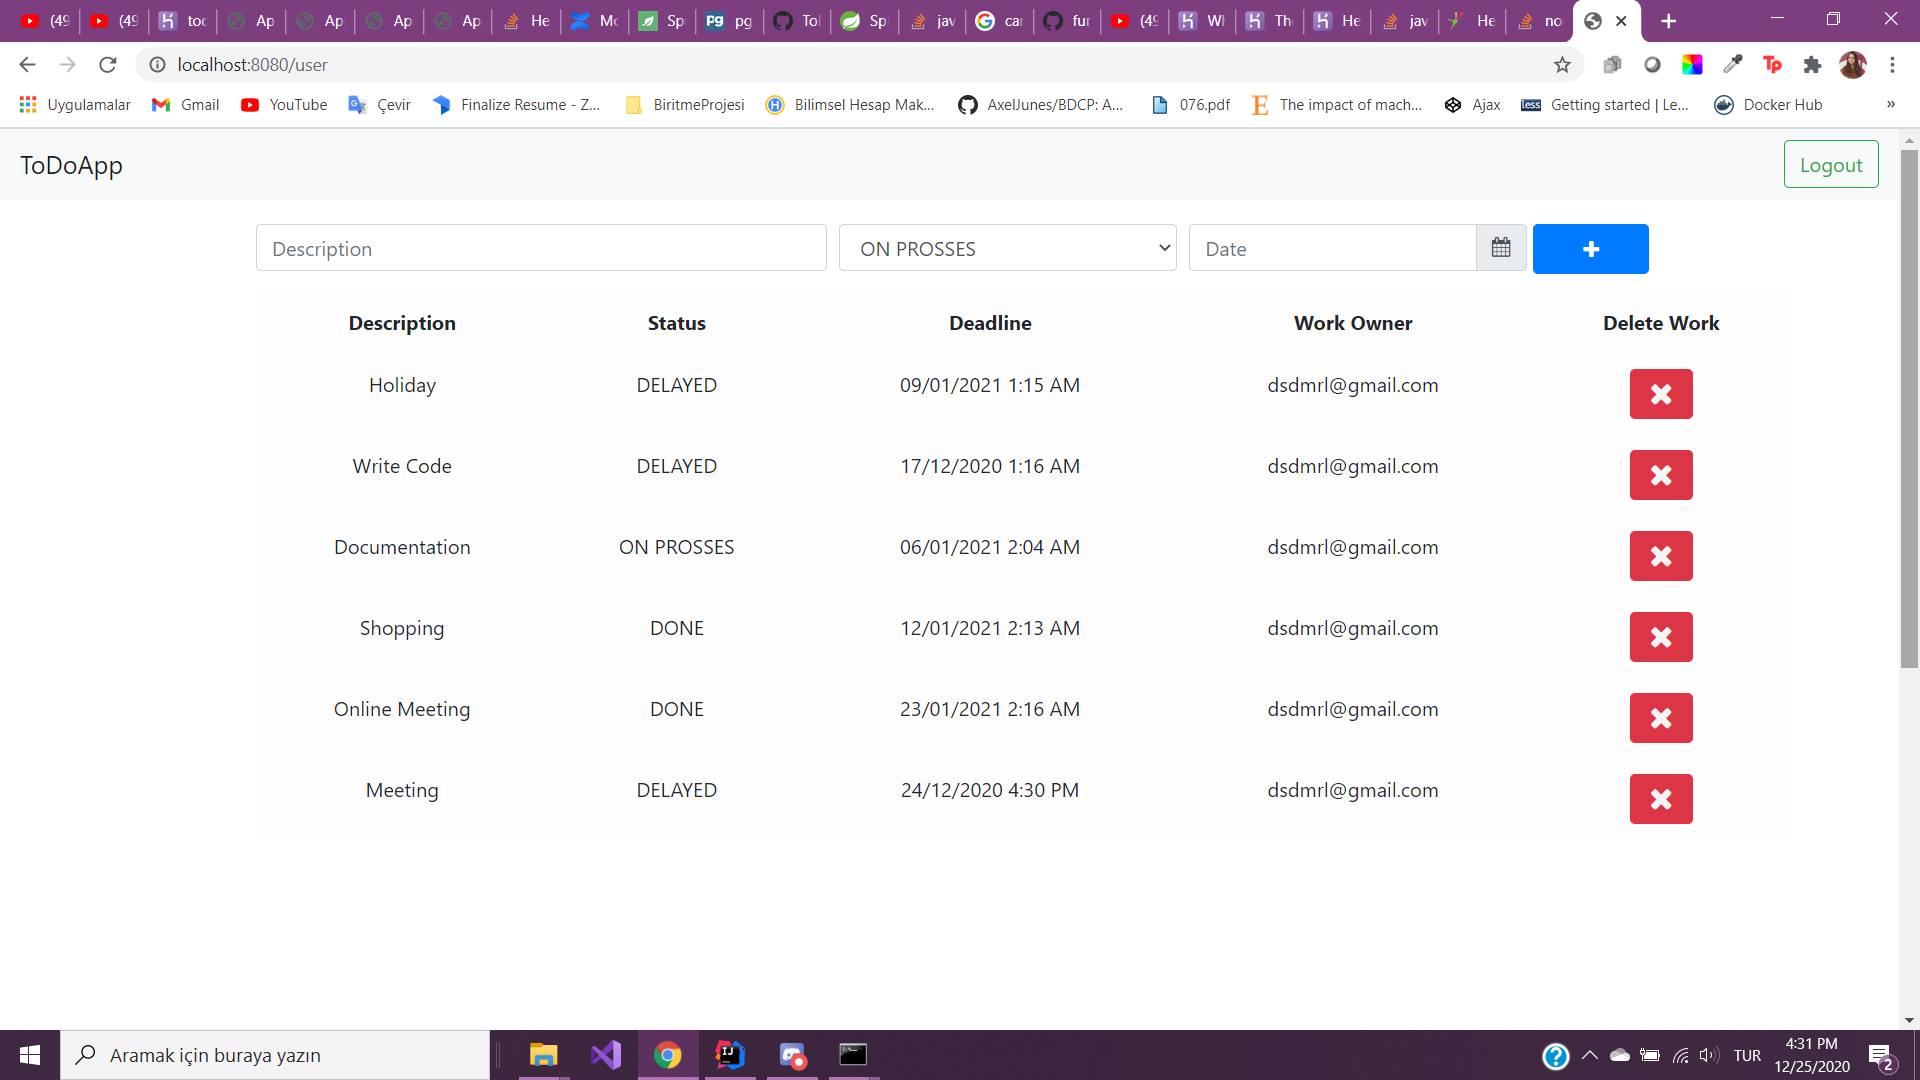 (49 (49 toc Ap Ap Ap Ap He Mo Sp pg Tol Spr jav car fur (49 Wh Th He jav He no
localhost:8080/user
Uygulamalar Gmail YouTube Çevir Finalize Resume - Z... BiritmeProjesi Bilimsel Hesap Mak... AxelJunes/BDCP: A... 076.pdf The impact of mach... Ajax Getting started | Le... Docker Hub »
ToDoApp Logout
Description ON PROSSES Date
Description Status Deadline Work Owner Delete Work
Holiday DELAYED 09/01/2021 1:15 AM dsdmrl@gmail.com
Write Code DELAYED 17/12/2020 1:16 AM dsdmrl@gmail.com
Documentation ON PROSSES 06/01/2021 2:04 AM dsdmrl@gmail.com
Shopping DONE 12/01/2021 2:13 AM dsdmrl@gmail.com
Online Meeting DONE 23/01/2021 2:16 AM dsdmrl@gmail.com
Meeting DELAYED 24/12/2020 4:30 PM dsdmrl@gmail.com
Aramak için buraya yazın TUR 4:31 PM
12/25/2020 2